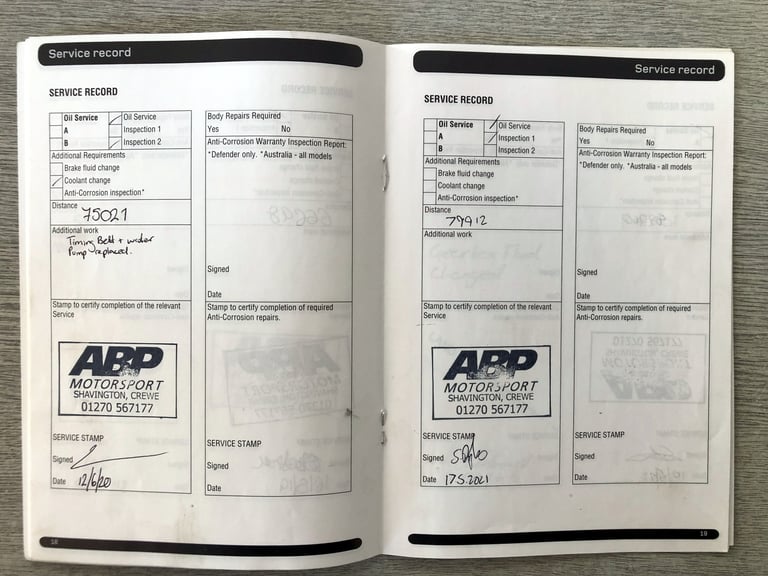 Service record
SERVICE RECORD
Oil Service Oil Service
A Inspection 1
B Inspection 2
Additional Requirements
Brake fluid change
Coolant change
Anti-Corrosion inspection*
Distance
75021
Additional work
Timing Belt + water
Pump replaced.
Stamp to certify completion of the relevant
Service
ABP
MOTORSPORT
SHAVINGTON, CREWE
01270 567177
SERVICE STAMP
Signed
Date 12/6/20
18
Body Repairs Required
Yes No
Anti-Corrosion Warranty Inspection Report:
*Defender only. *Australia - all models
Signed
Date
Stamp to certify completion of required
Anti-Corrosion repairs.
SERVICE STAMP
Signed
Date
Service record
SERVICE RECORD
Oil Service Oil Service
A Inspection 1
B Inspection 2
Additional Requirements
Brake fluid change
Coolant change
Anti-Corrosion inspection*
Distance
77912
Additional work
Stamp to certify completion of the relevant
Service
ABP
MOTORSPORT
SHAVINGTON, CREWE
01270 567177
SERVICE STAMP
Signed
Date 17.5.2021
Body Repairs Required
Yes No
Anti-Corrosion Warranty Inspection Report:
*Defender only. *Australia - all models
Signed
Date
Stamp to certify completion of required
Anti-Corrosion repairs.
SERVICE STAMP
Signed
Date
19